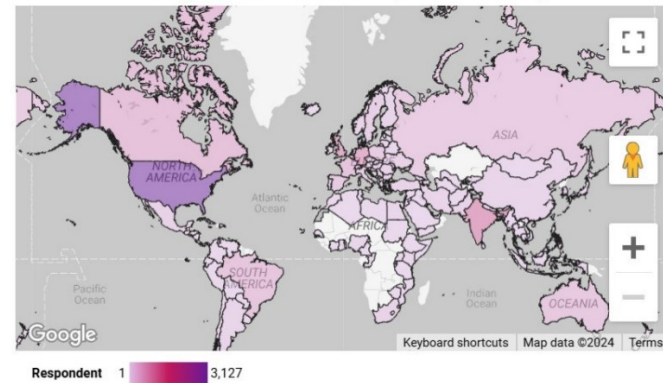 ASIA
NORTH
AMERICA
Atlantic
Ocean
AFRICA
SOUTH
AMERICA
Pacific
Ocean
Indian
Ocean
OCEANIA
+
−
Google
Keyboard shortcuts Map data ©2024 Terms
Respondent 1 3,127